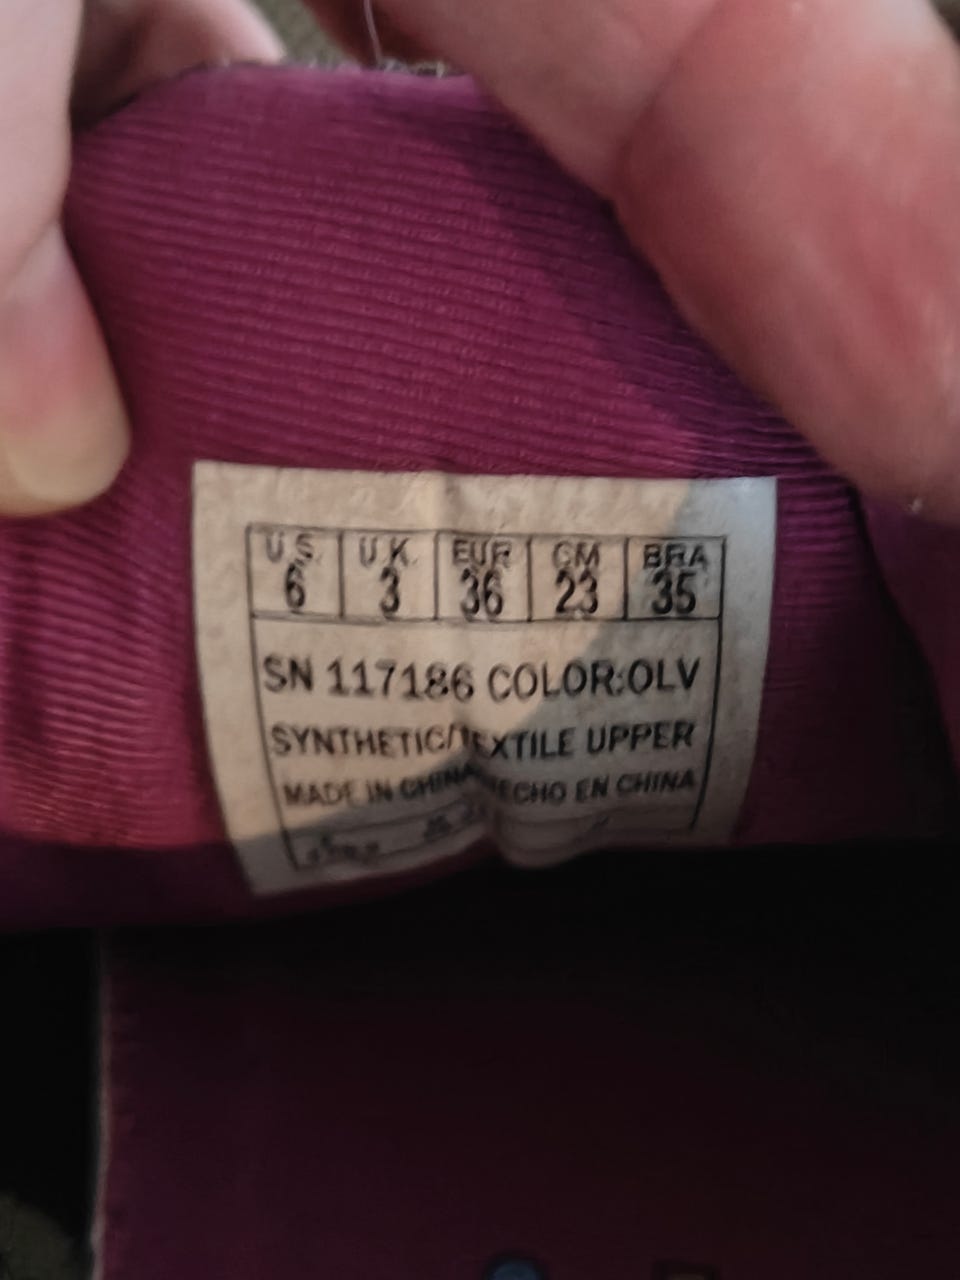 U.S. U.K. EUR CM BRA
6 3 36 23 35
SN 117186 COLOR:OLV
SYNTHETIC/TEXTILE UPPER
MADE IN CHINA/HECHO EN CHINA